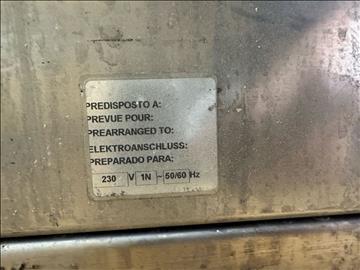 PREDISPOSTO A:
PREVUE POUR:
PREARRANGED TO:
ELEKTROANSCHLUSS:
PREPARADO PARA:
230 V 1N ~ 50/60 Hz